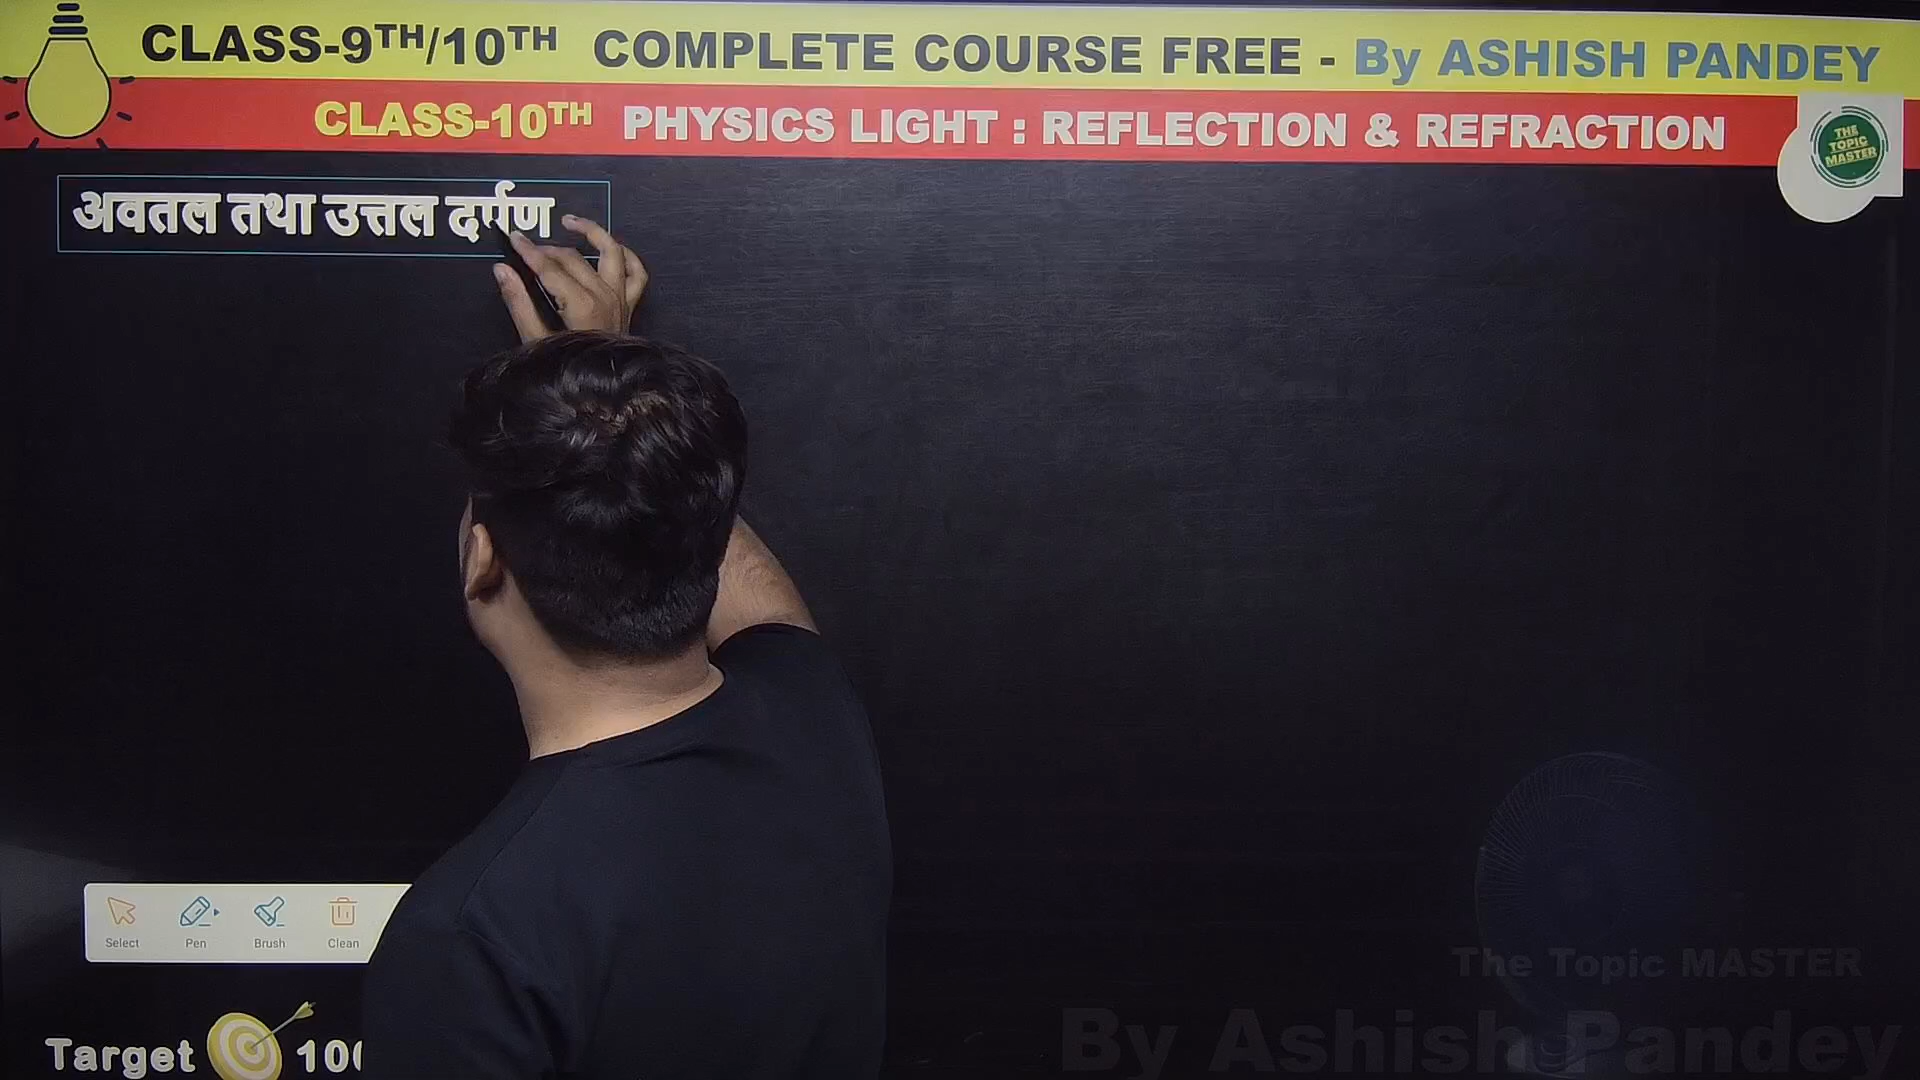 CLASS-9TH/10TH COMPLETE COURSE FREE - By ASHISH PANDEY
CLASS-10TH PHYSICS LIGHT : REFLECTION & REFRACTION
THE
TOPIC
MASTER
अवतल तथा उत्तल दर्पण
Select
Pen
Brush
Clean
The Topic MASTER
By Ashish Pandey
Target